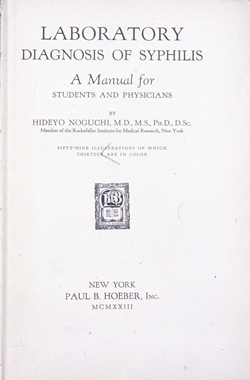 LABORATORY
DIAGNOSIS OF SYPHILIS
A Manual for
STUDENTS AND PHYSICIANS
BY
HIDEYO NOGUCHI, M.D., M.S., PH.D., D.Sc.
Member of the Rockefeller Institute for Medical Research, New York
FIFTY-NINE ILLUSTRATIONS OF WHICH
THIRTEEN ARE IN COLOR
NEW YORK
PAUL B. HOEBER, INC.
MCMXXIIJ